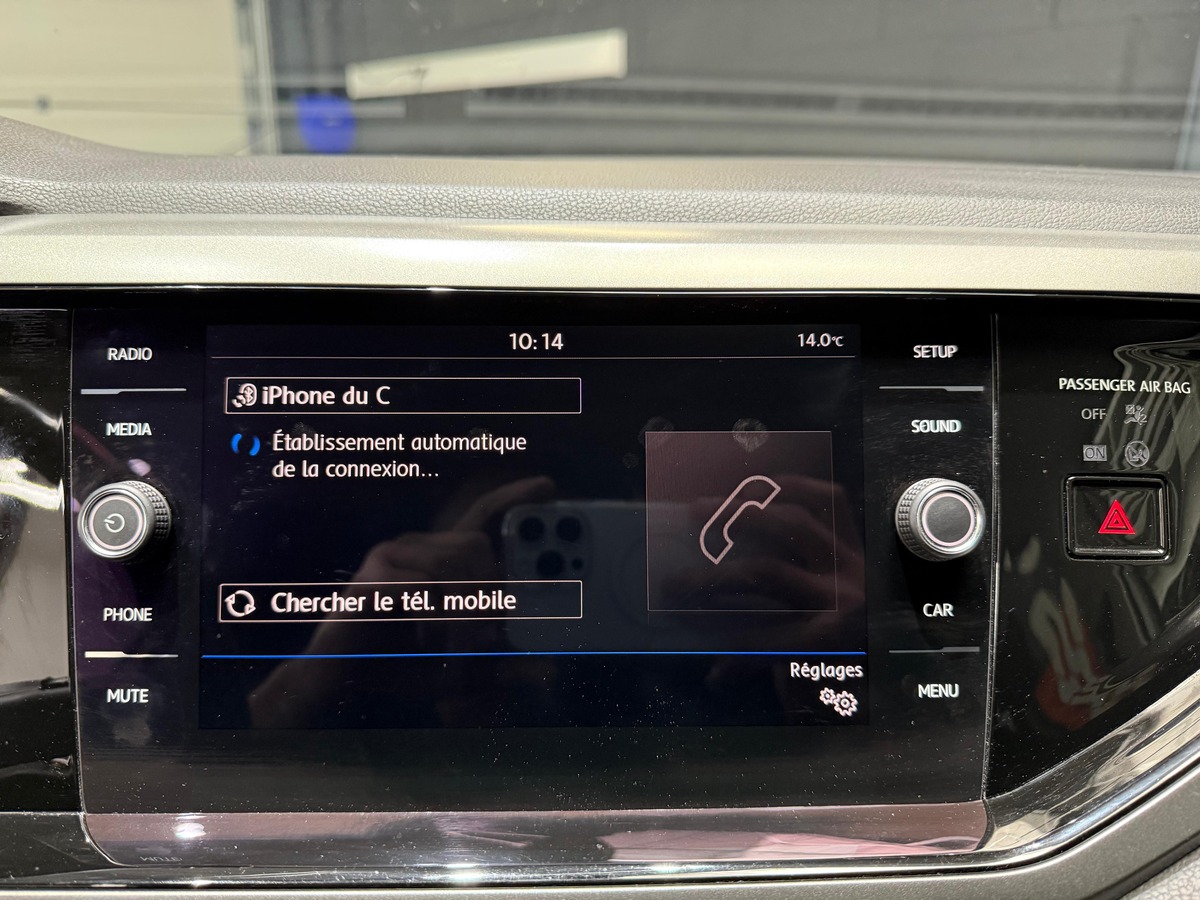 10:14
14.0°C
RADIO
MEDIA
PHONE
MUTE
iPhone du C
Établissement automatique
de la connexion...
Chercher le tél. mobile
Réglages
SETUP
SOUND
CAR
MENU
PASSENGER AIR BAG
OFF
ON